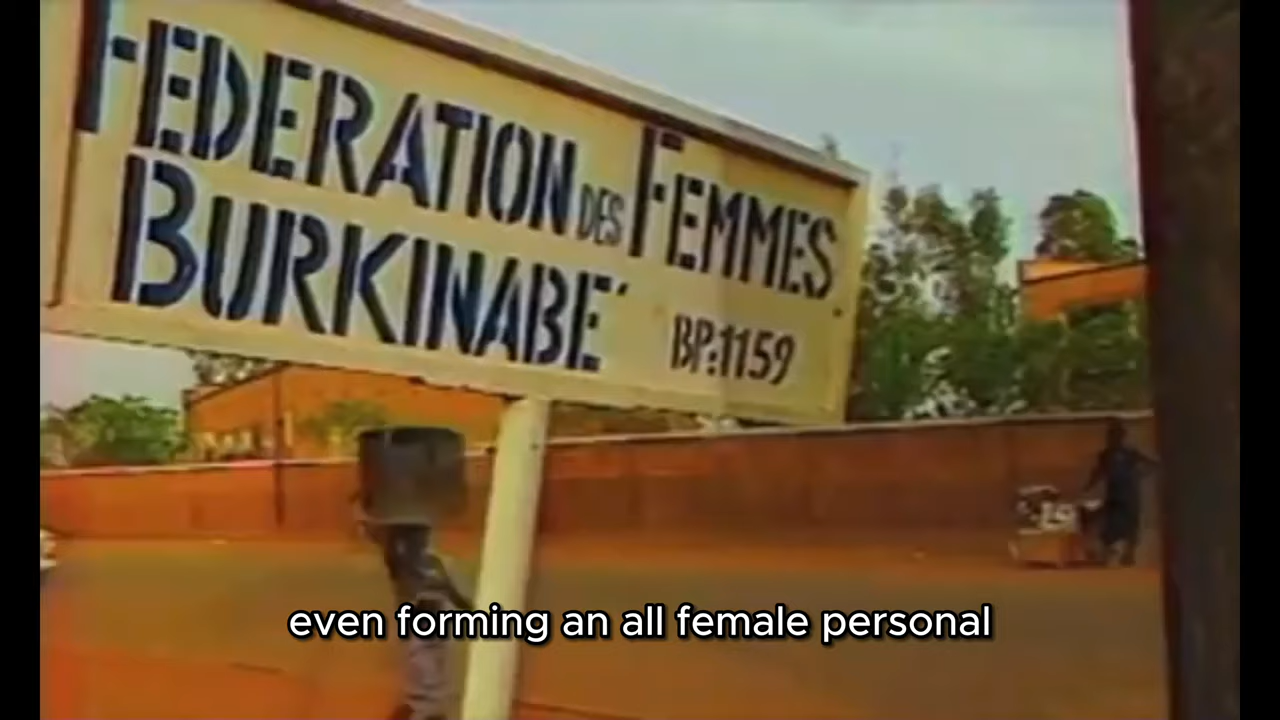 FEDERATION DES FEMMES
BURKINABE' BP:1159
even forming an all female personal